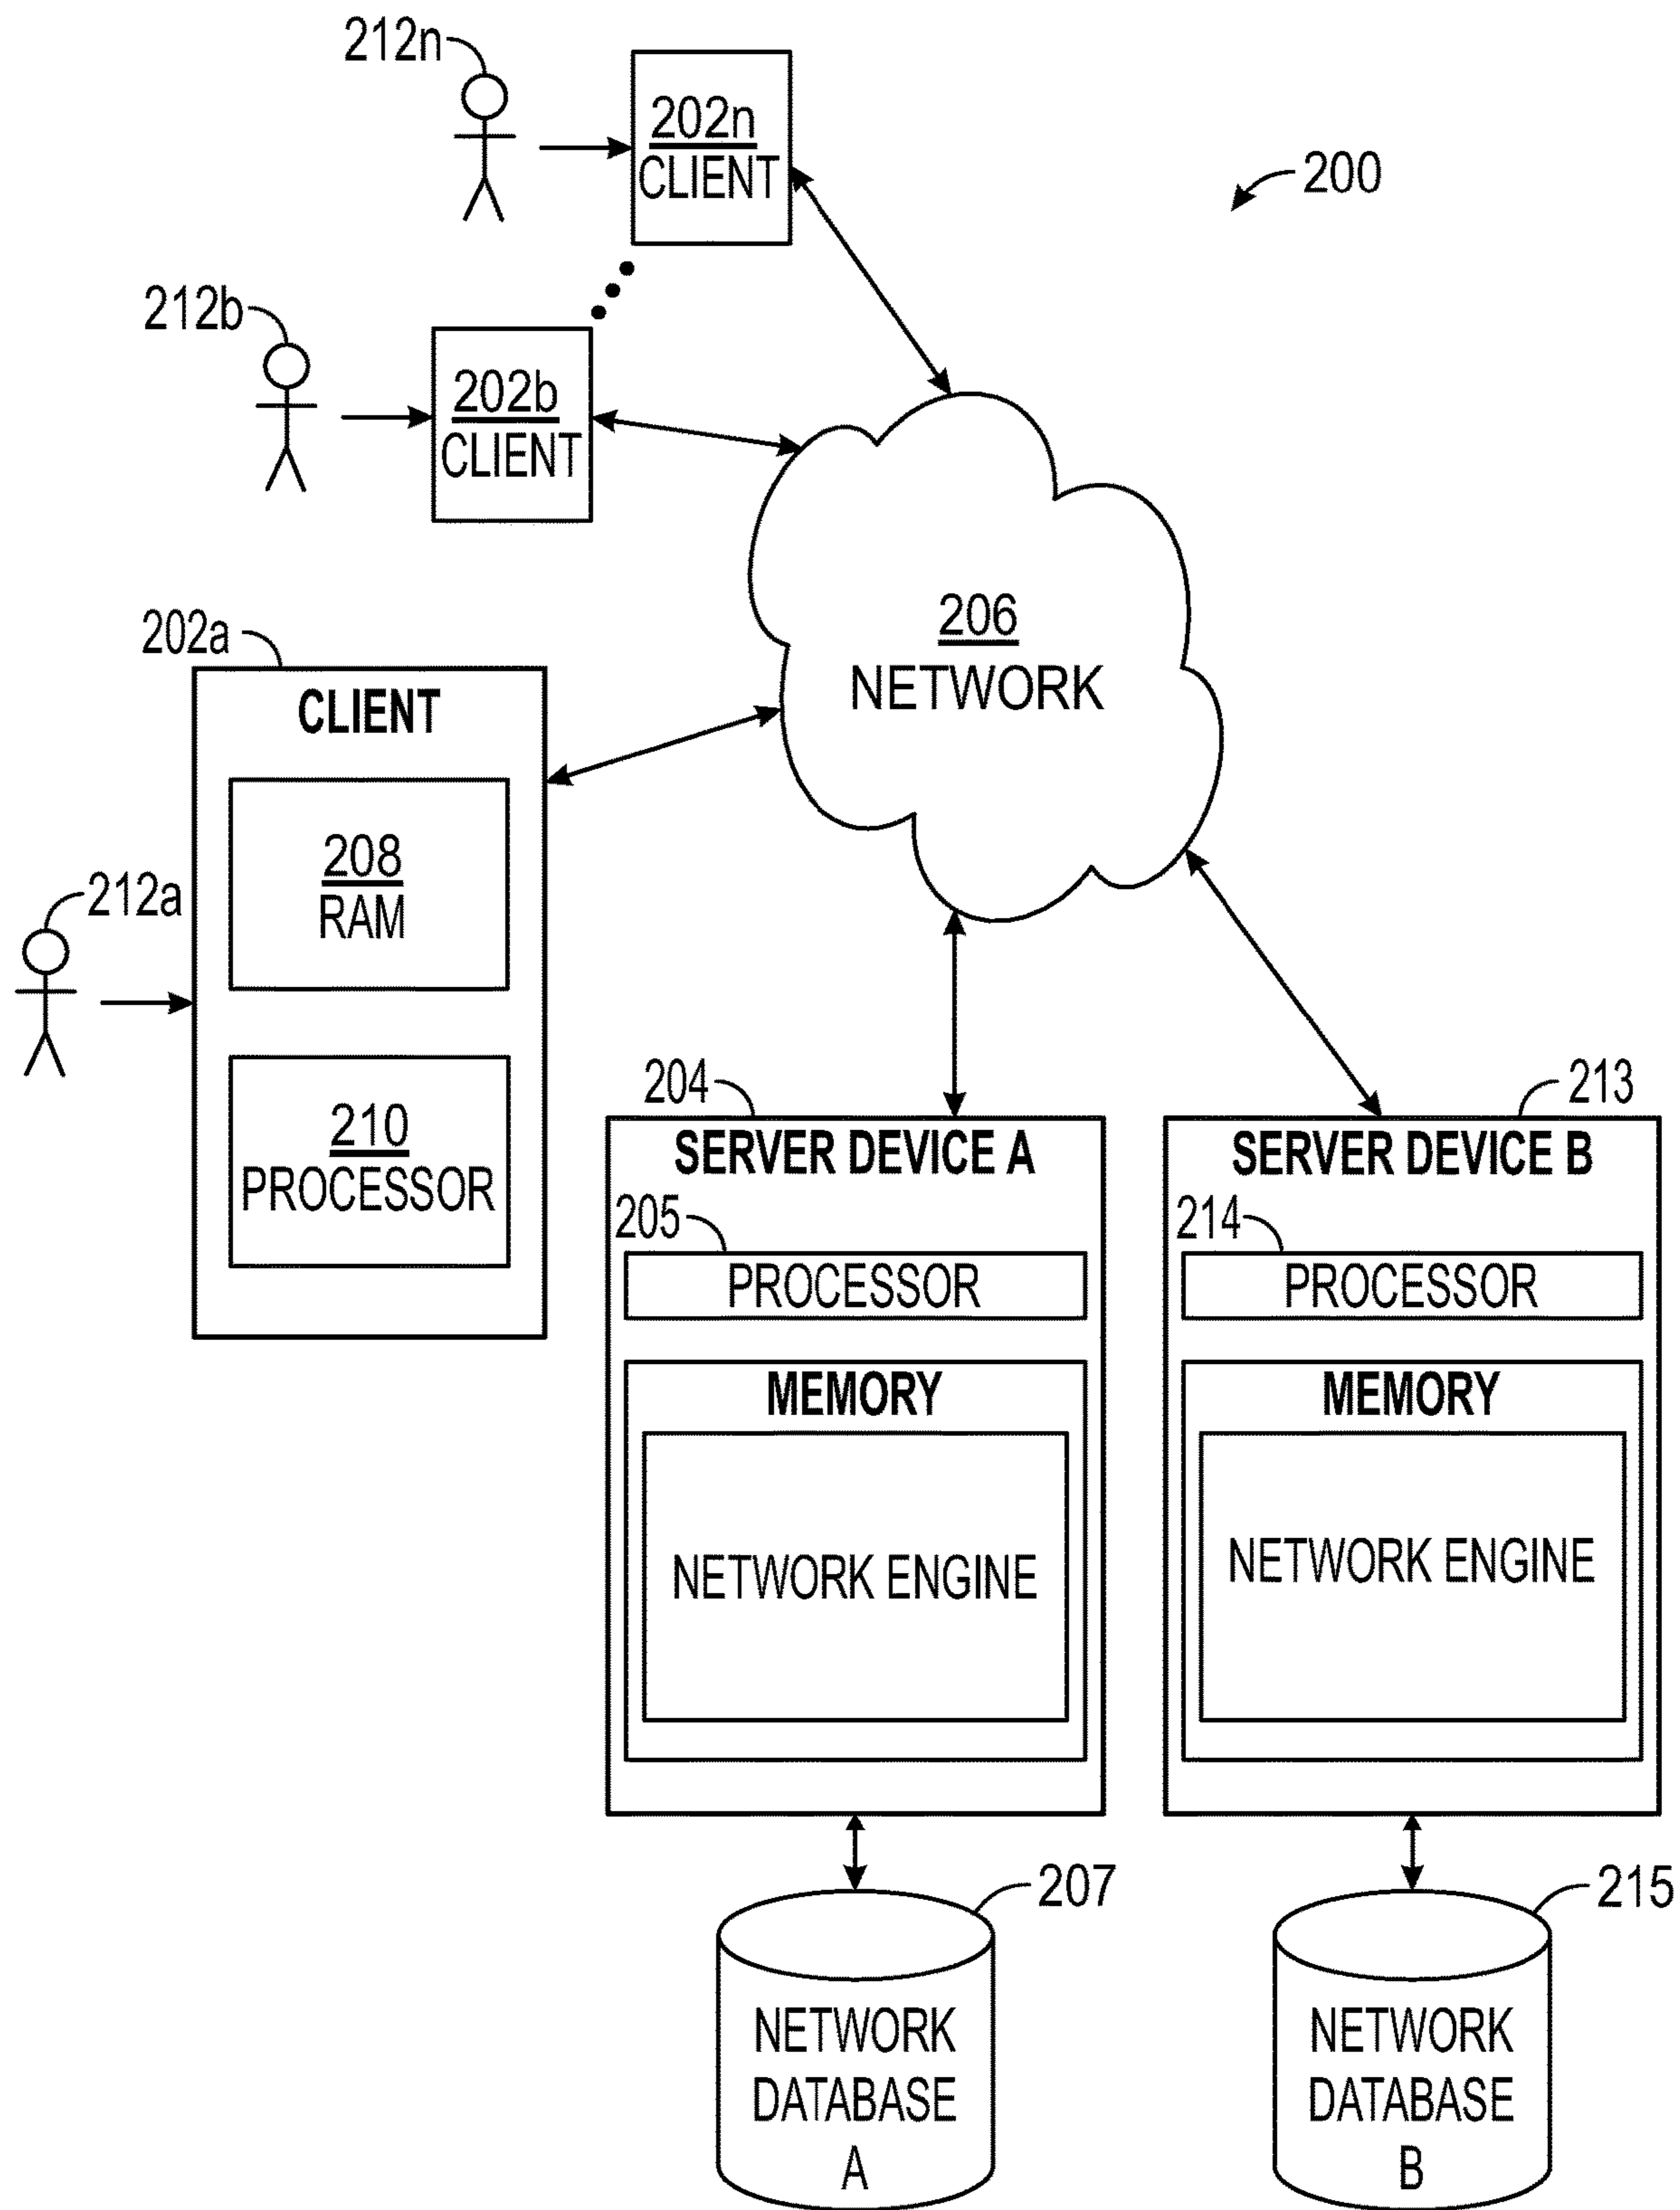 212n
202n
CLIENT
200
212b
202b
CLIENT
206
NETWORK
202a
CLIENT
208
RAM
212a
210
PROCESSOR
204
SERVER DEVICE A
205
PROCESSOR
MEMORY
NETWORK ENGINE
207
NETWORK
DATABASE
A
213
SERVER DEVICE B
214
PROCESSOR
MEMORY
NETWORK ENGINE
215
NETWORK
DATABASE
B